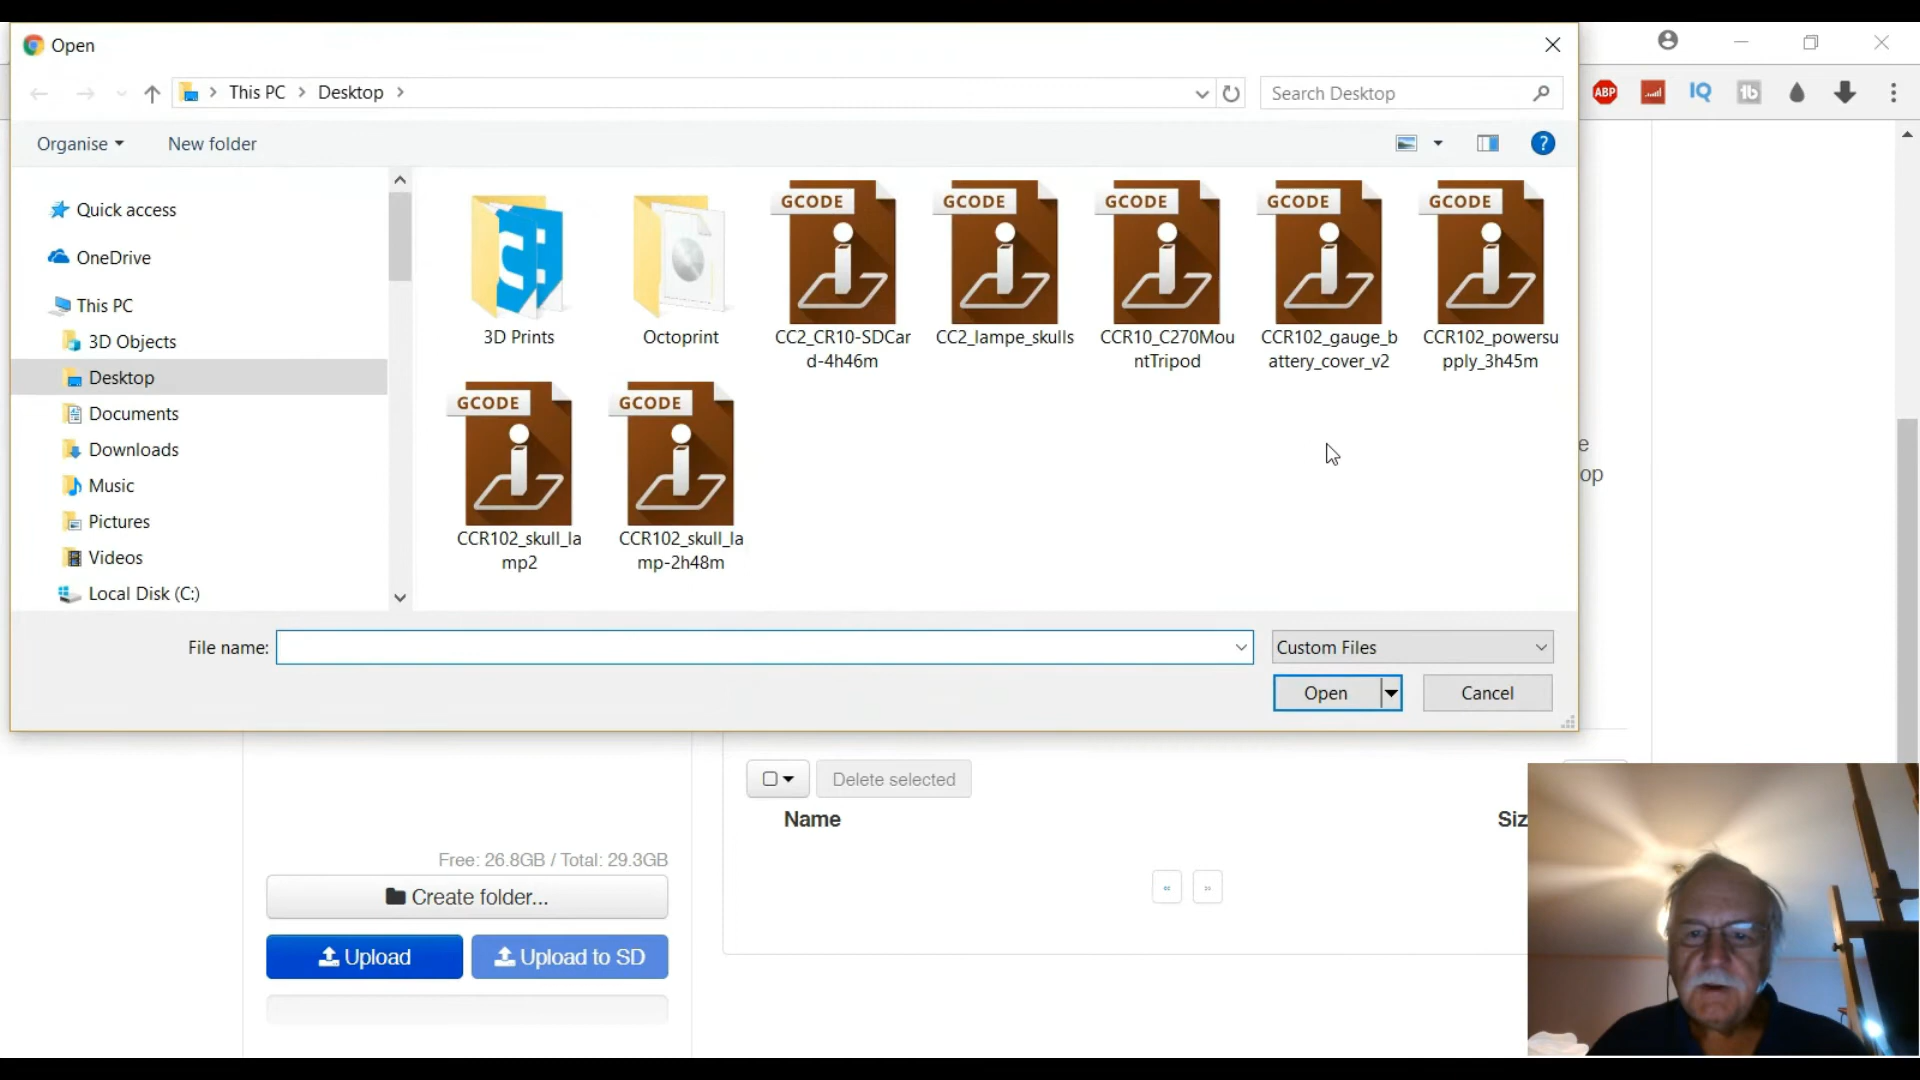 Open
This PC
Desktop
Search Desktop
ABP
IQ
Organise
New folder
?
Quick access
OneDrive
This PC
3D Objects
Desktop
Documents
Downloads
Music
Pictures
Videos
Local Disk (C:)
3D Prints
Octoprint
GCODE
CC2_CR10-SDCar
d-4h46m
GCODE
CC2_lampe_skulls
GCODE
CCR10_C270Mou
ntTripod
GCODE
CCR102_gauge_b
attery_cover_v2
GCODE
CCR102_powersu
pply_3h45m
GCODE
CCR102_skull_la
mp2
GCODE
CCR102_skull_la
mp-2h48m
e
op
File name:
Custom Files
Open
Cancel
Delete selected
Name
Siz
Free: 26.8GB / Total: 29.3GB
Create folder...
«
»
Upload
Upload to SD